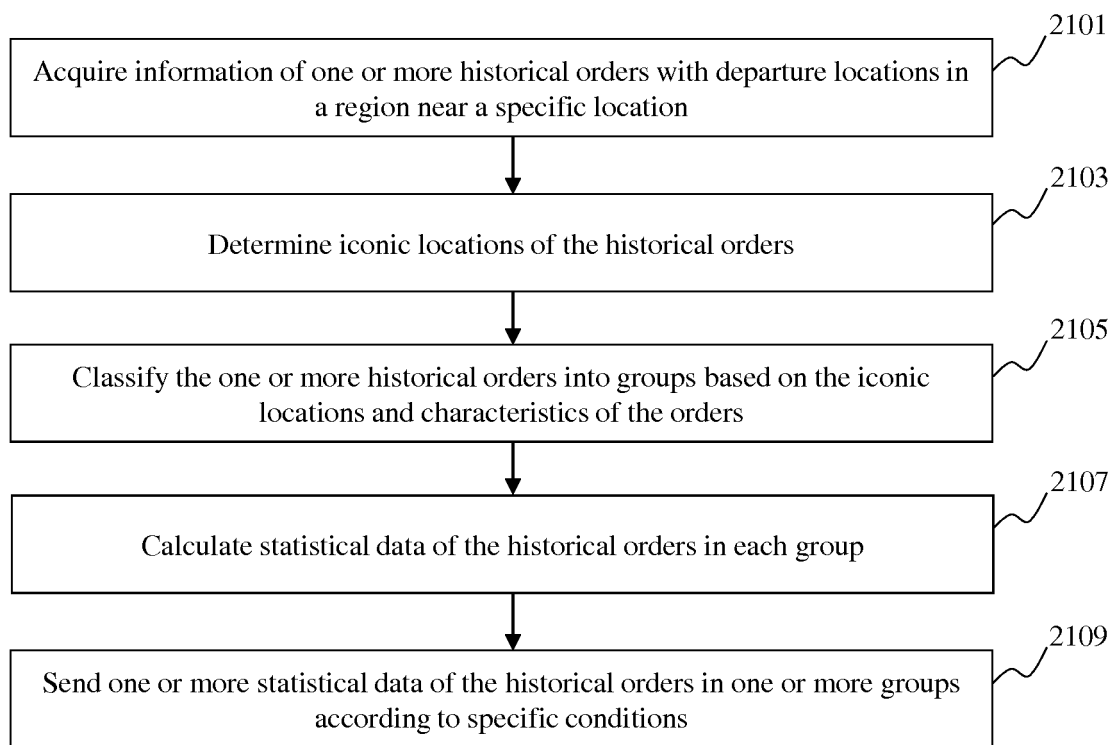 2101
Acquire information of one or more historical orders with departure locations in
a region near a specific location
2103
Determine iconic locations of the historical orders
2105
Classify the one or more historical orders into groups based on the iconic
locations and characteristics of the orders
2107
Calculate statistical data of the historical orders in each group
2109
Send one or more statistical data of the historical orders in one or more groups
according to specific conditions